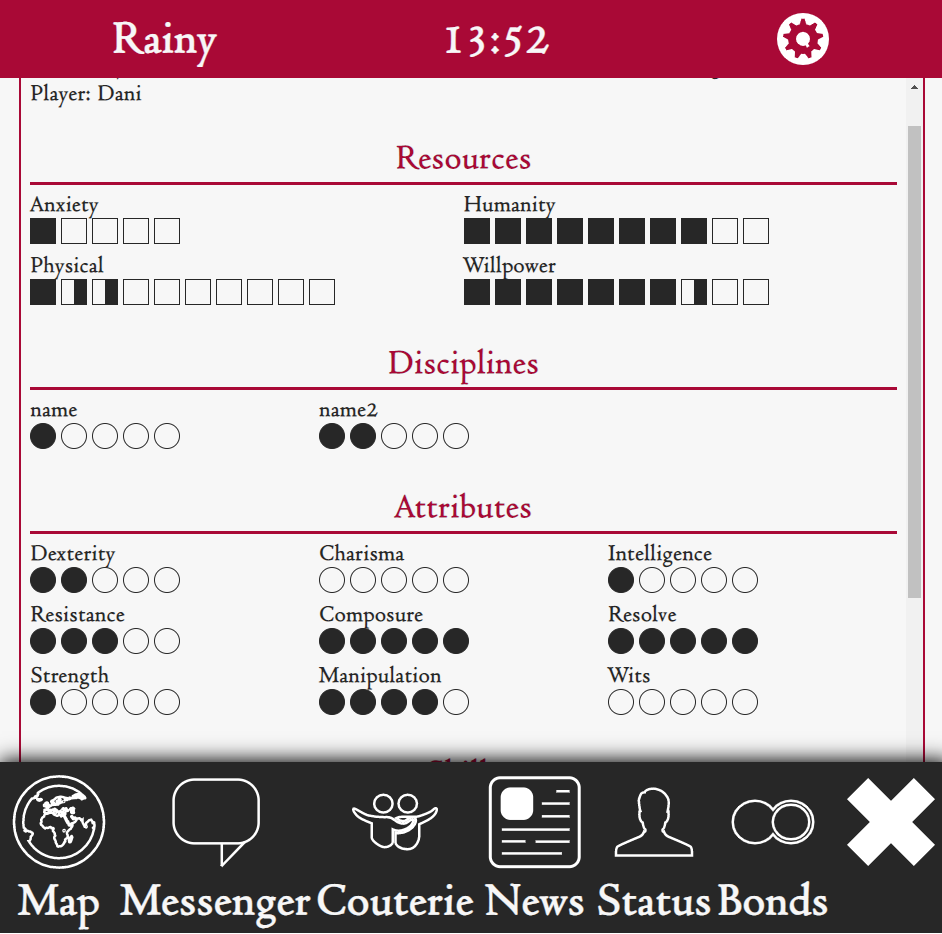 Rainy 13:52
Player: Dani
Resources
Anxiety Humanity
Physical Willpower
Disciplines
name name2
Attributes
Dexterity Charisma Intelligence
Resistance Composure Resolve
Strength Manipulation Wits
Map Messenger Couterie News Status Bonds